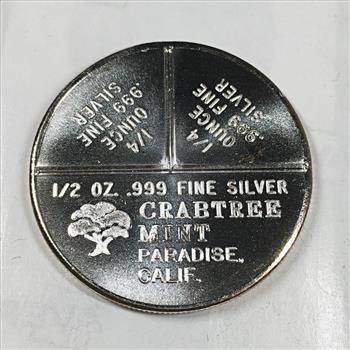 1/4
OUNCE
.999 FINE
SILVER
1/4
OUNCE
.999 FINE
SILVER
1/2 OZ. .999 FINE SILVER
CRABTREE
MINT
PARADISE,
CALIF.